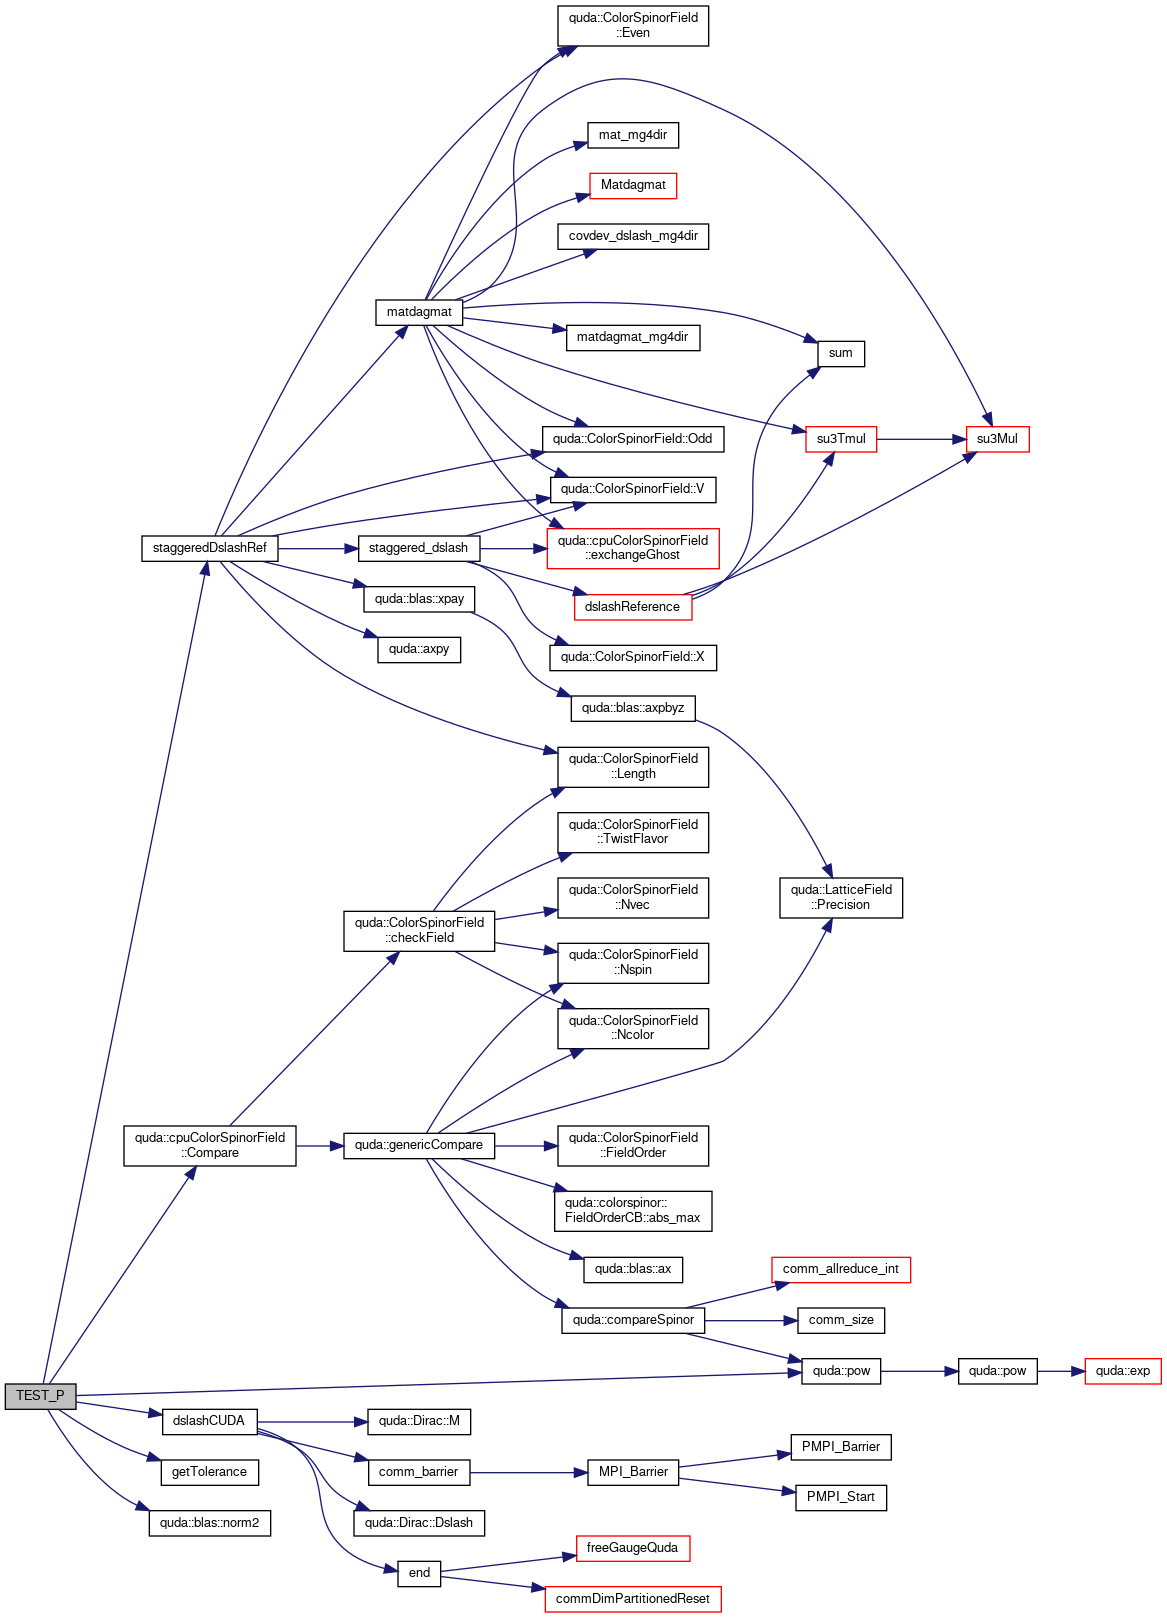 quda::ColorSpinorField
::Even
mat_mg4dir
Matdagmat
covdev_dslash_mg4dir
matdagmat
matdagmat_mg4dir
sum
quda::ColorSpinorField::Odd
su3Tmul
su3Mul
quda::ColorSpinorField::V
staggeredDslashRef
staggered_dslash
quda::cpuColorSpinorField
::exchangeGhost
quda::blas::xpay
dslashReference
quda::axpy
quda::ColorSpinorField::X
quda::blas::axpbyz
quda::ColorSpinorField
::Length
quda::ColorSpinorField
::TwistFlavor
quda::ColorSpinorField
::Nvec
quda::LatticeField
::Precision
quda::ColorSpinorField
::checkField
quda::ColorSpinorField
::Nspin
quda::ColorSpinorField
::Ncolor
quda::cpuColorSpinorField
::Compare
quda::genericCompare
quda::ColorSpinorField
::FieldOrder
quda::colorspinor::
FieldOrderCB::abs_max
quda::blas::ax
comm_allreduce_int
quda::compareSpinor
comm_size
quda::pow
quda::pow
quda::exp
TEST_P
dslashCUDA
quda::Dirac::M
PMPI_Barrier
getTolerance
comm_barrier
MPI_Barrier
PMPI_Start
quda::blas::norm2
quda::Dirac::Dslash
freeGaugeQuda
end
commDimPartitionedReset